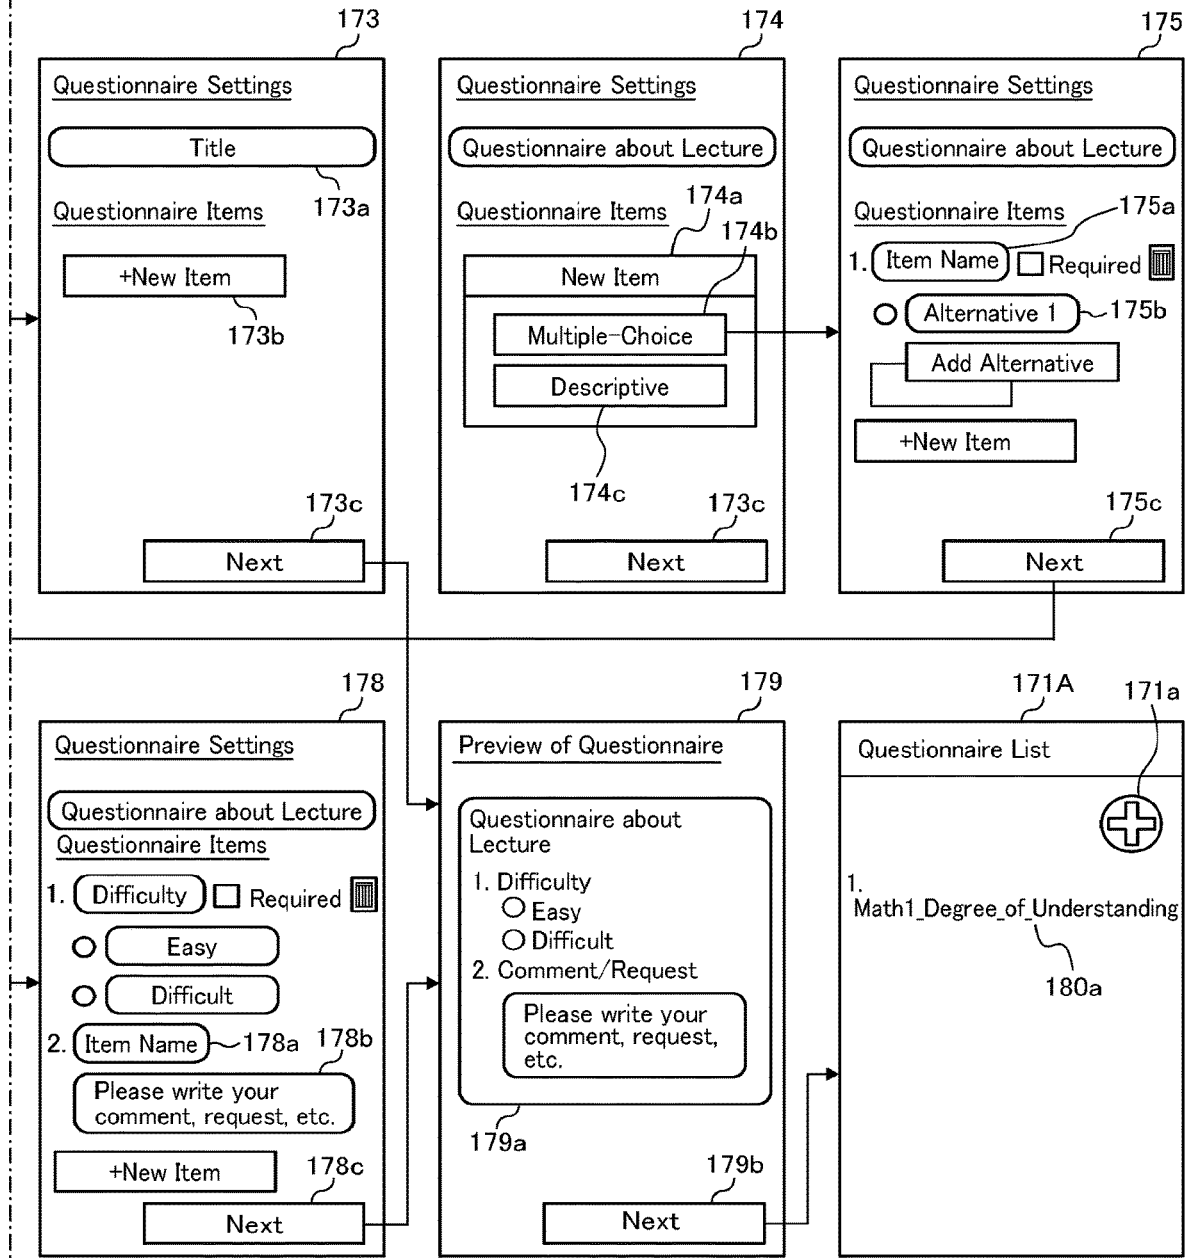 173
Questionnaire Settings
Title
173a
Questionnaire Items
+New Item
173b
173c
Next
174
Questionnaire Settings
Questionnaire about Lecture
174a
Questionnaire Items
174b
New Item
Multiple-Choice
Descriptive
174c
173c
Next
175
Questionnaire Settings
Questionnaire about Lecture
175a
Questionnaire Items
1. Item Name Required
Alternative 1 175b
Add Alternative
+New Item
175c
Next
178
Questionnaire Settings
Questionnaire about Lecture
Questionnaire Items
1. Difficulty Required
Easy
Difficult
2. Item Name 178a
178b
Please write your
comment, request, etc.
+New Item
178c
Next
179
Preview of Questionnaire
Questionnaire about
Lecture
1. Difficulty
Easy
Difficult
2. Comment/Request
Please write your
comment, request,
etc.
179a
179b
Next
171A
171a
Questionnaire List
1.
Math1_Degree_of_Understanding
180a